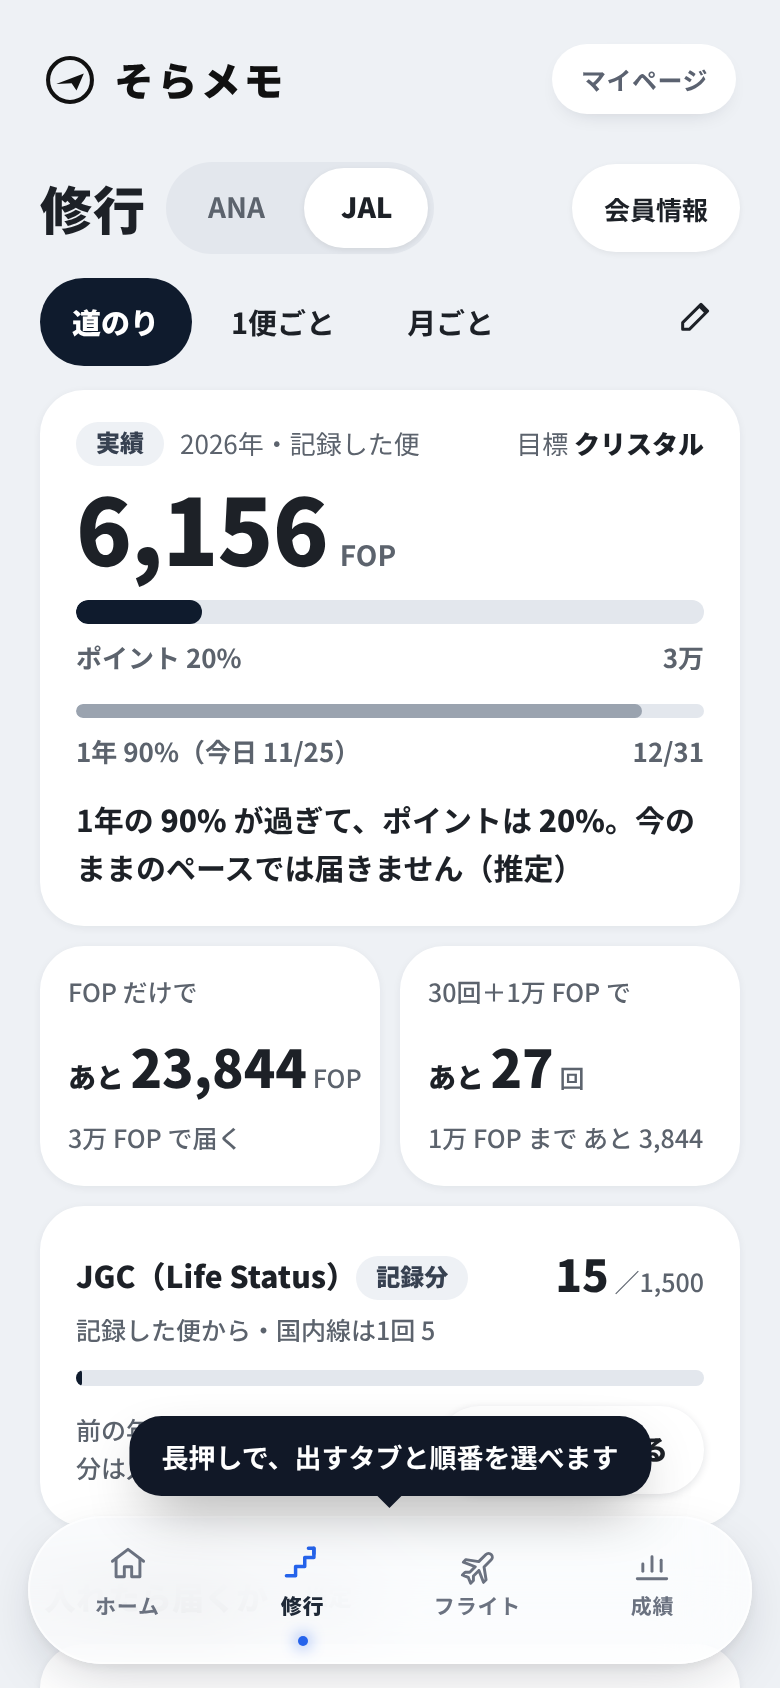 そらメモ
マイページ
修行
ANA
JAL
会員情報
道のり
1便ごと
月ごと
実績
2026年・記録した便
目標 クリスタル
6,156 FOP
ポイント 20%
3万
1年 90%（今日 11/25）
12/31
1年の 90% が過ぎて、ポイントは 20%。今の
ままのペースでは届きません（推定）
FOP だけで
あと 23,844 FOP
3万 FOP で届く
30回＋1万 FOP で
あと 27 回
1万 FOP まで あと 3,844
JGC（Life Status）
記録分
15 ／1,500
記録した便から・国内線は1回 5
前の
分は
る
長押しで、出すタブと順番を選べます
ホーム
修行
フライト
成績